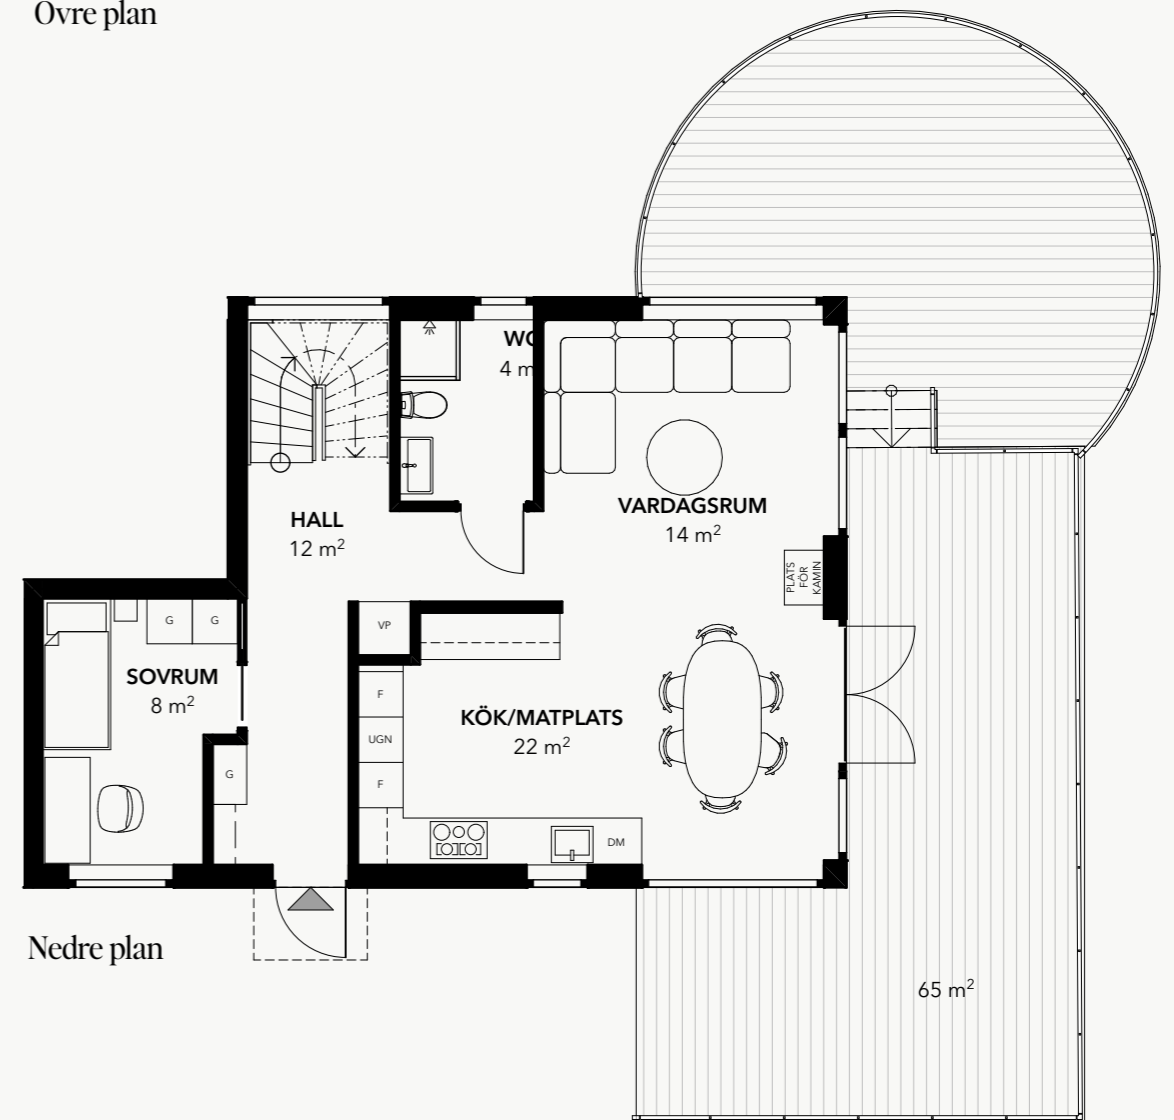 Övre plan
WC
4 m
HALL
12 m²
VARDAGSRUM
14 m²
PLATS
FÖR
KAMIN
G
G
VP
SOVRUM
8 m²
F
KÖK/MATPLATS
22 m²
UGN
G
F
DM
Nedre plan
65 m²